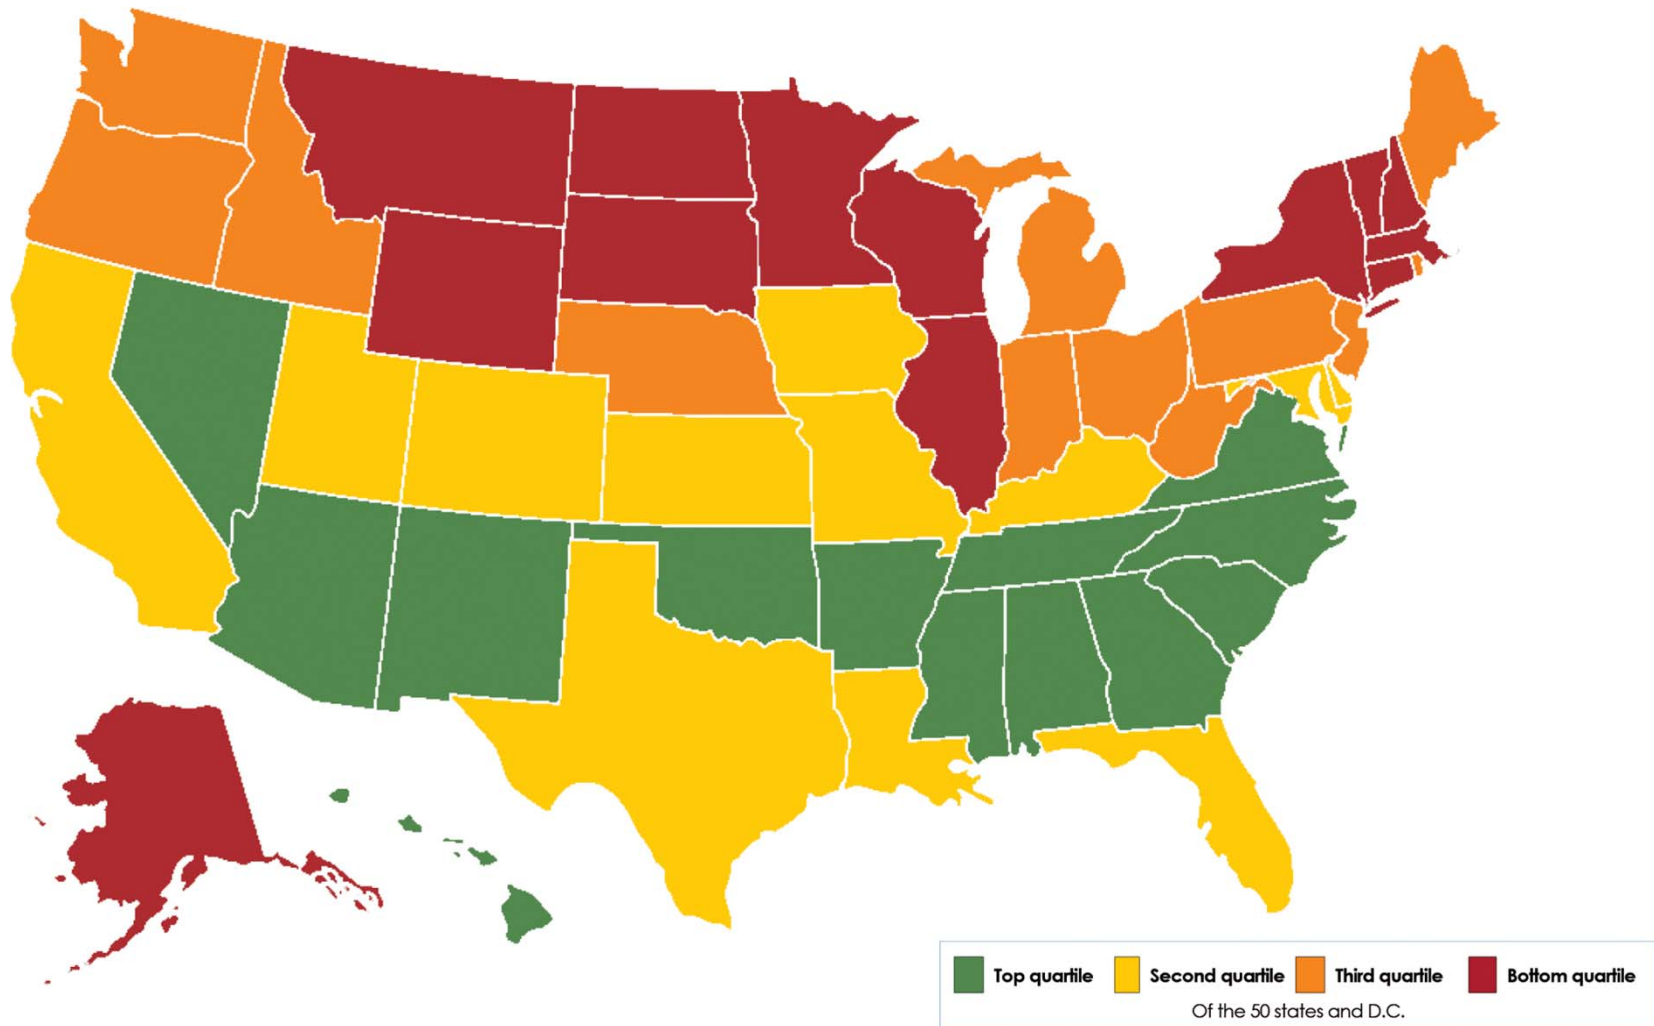 Top quartile Second quartile Third quartile Bottom quartile
Of the 50 states and D.C.